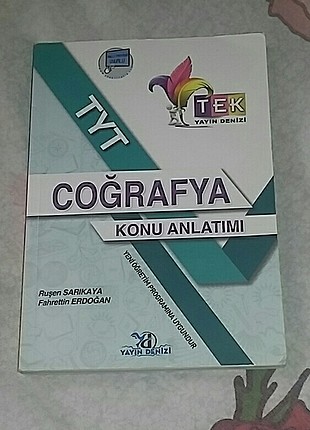 TEK
YAYIN DENİZİ
TYT
COĞRAFYA
KONU ANLATIMI
YENİ ÖĞRETİM PROGRAMINA UYGUNDUR
Ruşen SARIKAYA
Fahrettin ERDOĞAN
YAYIN DENİZİ